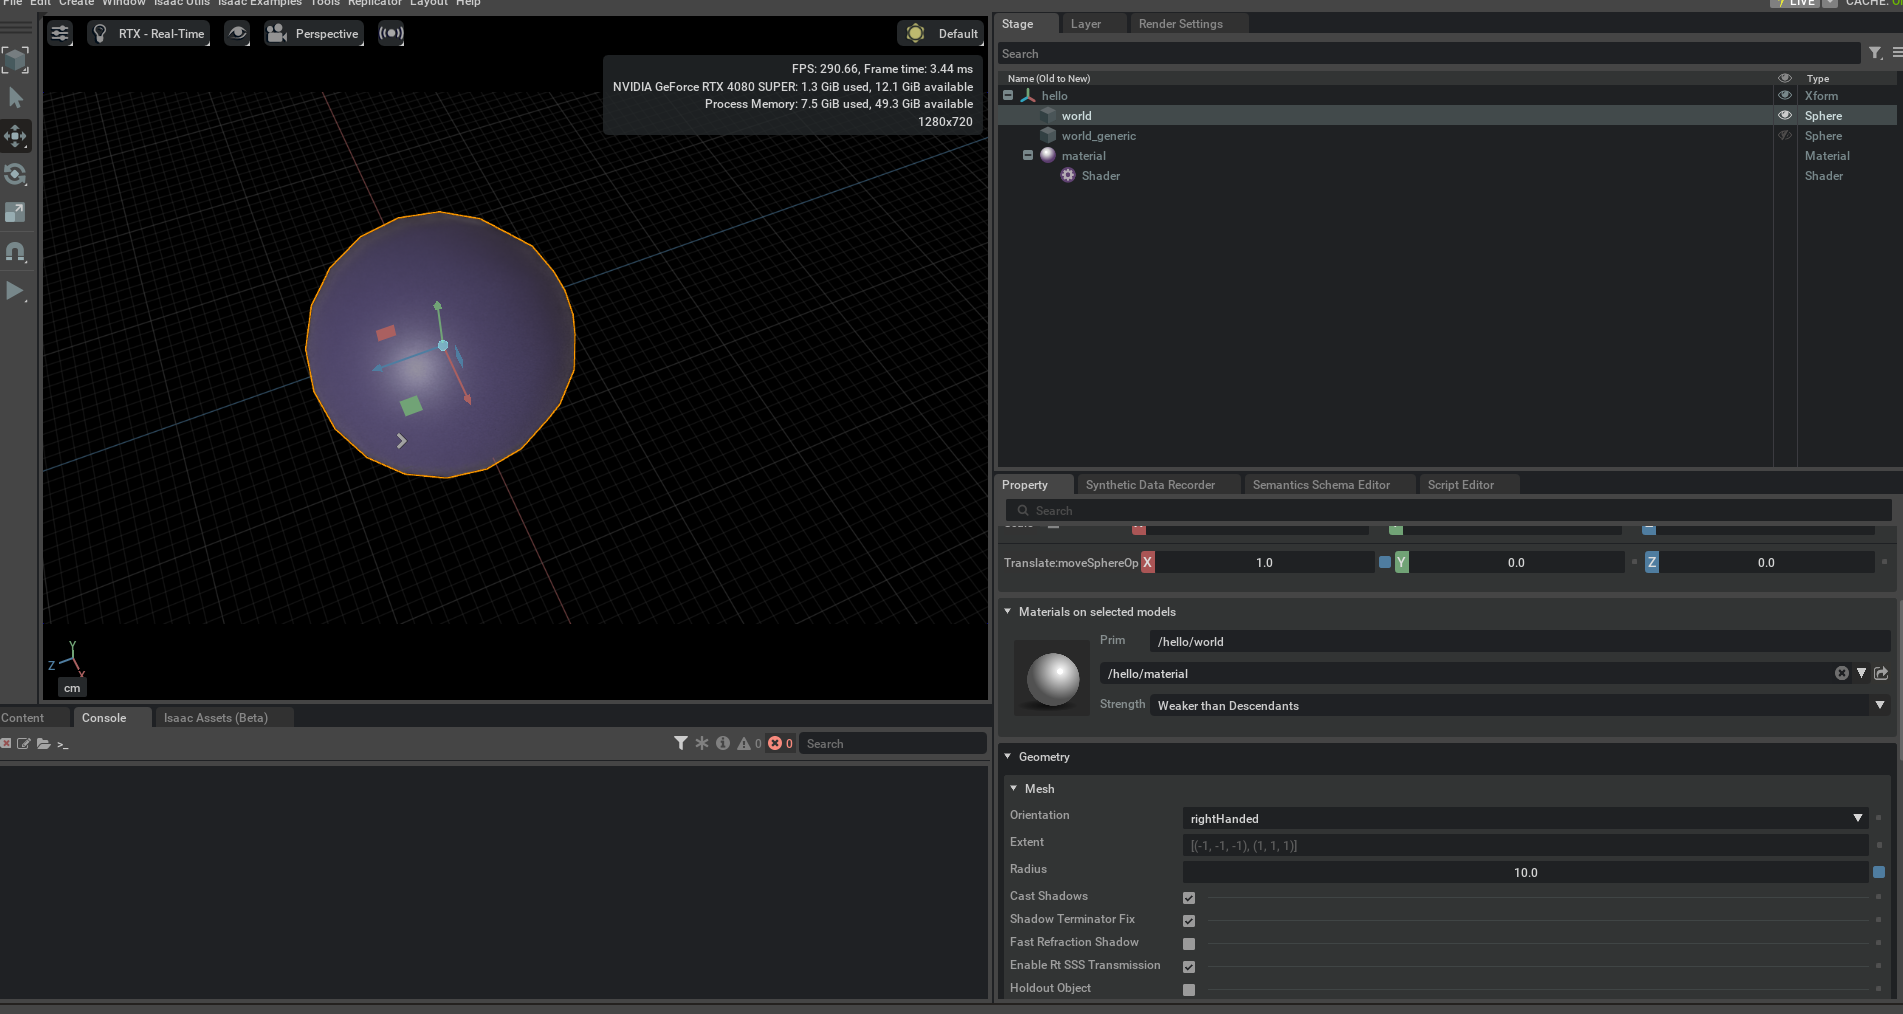 File Edit Create Window Isaac Utils Isaac Examples Tools Replicator Layout Help
LIVE CACHE:
RTX - Real-Time
Perspective
Default
FPS: 290.66, Frame time: 3.44 ms
NVIDIA GeForce RTX 4080 SUPER: 1.3 GiB used, 12.1 GiB available
Process Memory: 7.5 GiB used, 49.3 GiB available
1280x720
Y
Z
X
cm
Content Console Isaac Assets (Beta)
>_
0
0
Search
Stage Layer Render Settings
Search
Name (Old to New) Type
hello Xform
world Sphere
world_generic Sphere
material Material
Shader Shader
Property Synthetic Data Recorder Semantics Schema Editor Script Editor
Search
Translate:moveSphereOp X 1.0 Y 0.0 Z 0.0
Materials on selected models
Prim /hello/world
/hello/material
Strength Weaker than Descendants
Geometry
Mesh
Orientation rightHanded
Extent [(-1, -1, -1), (1, 1, 1)]
Radius 10.0
Cast Shadows
Shadow Terminator Fix
Fast Refraction Shadow
Enable Rt SSS Transmission
Holdout Object